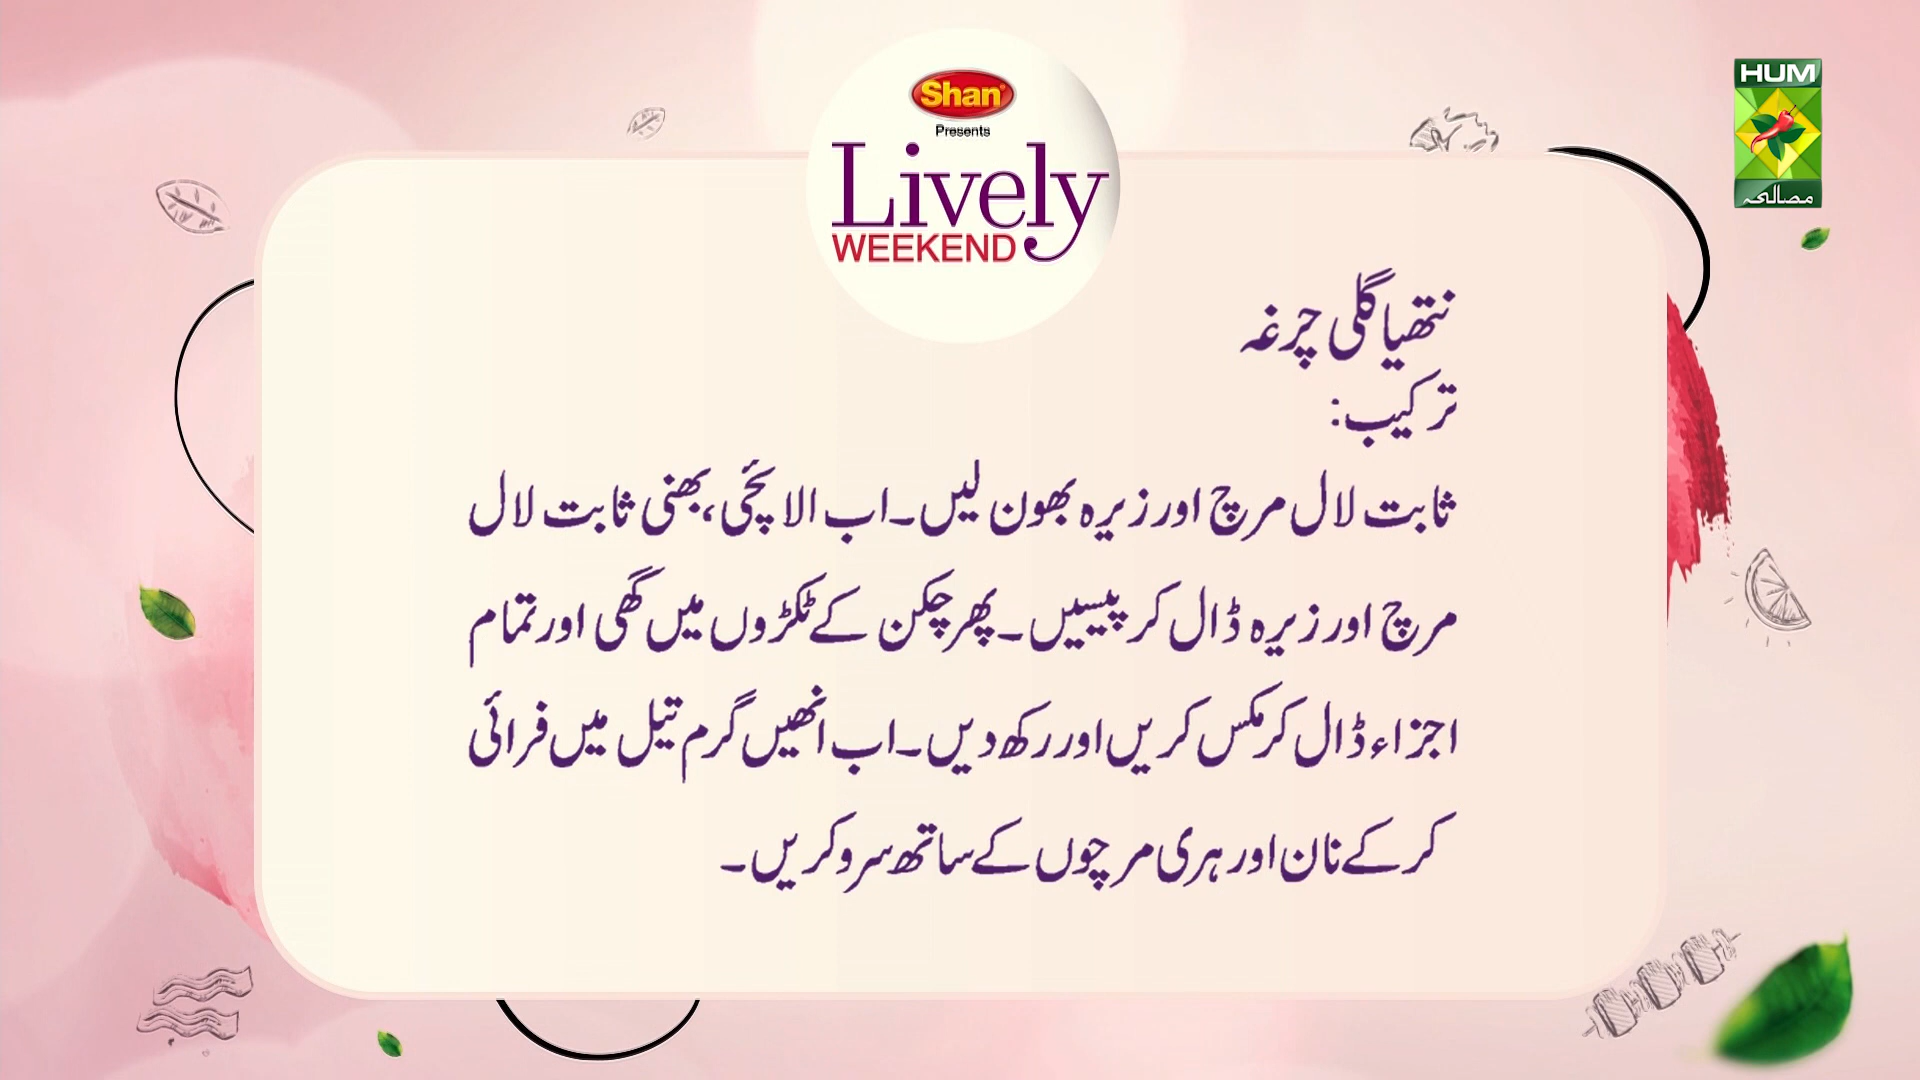 Shan
Presents
Lively
WEEKEND
HUM
مصالحہ
نتھیا گلی چرغہ
ترکیب:
ثابت لال مرچ اور زیرہ بھون لیں۔اب الائچی،بھنی ثابت لال
مرچ اور زیرہ ڈال کر پیسیں۔پھر چکن کے ٹکڑوں میں گھی اور تمام
اجزاء ڈال کر مکس کریں اور رکھ دیں۔اب انھیں گرم تیل میں فرائی
کر کے نان اور ہری مرچوں کے ساتھ سرو کریں۔